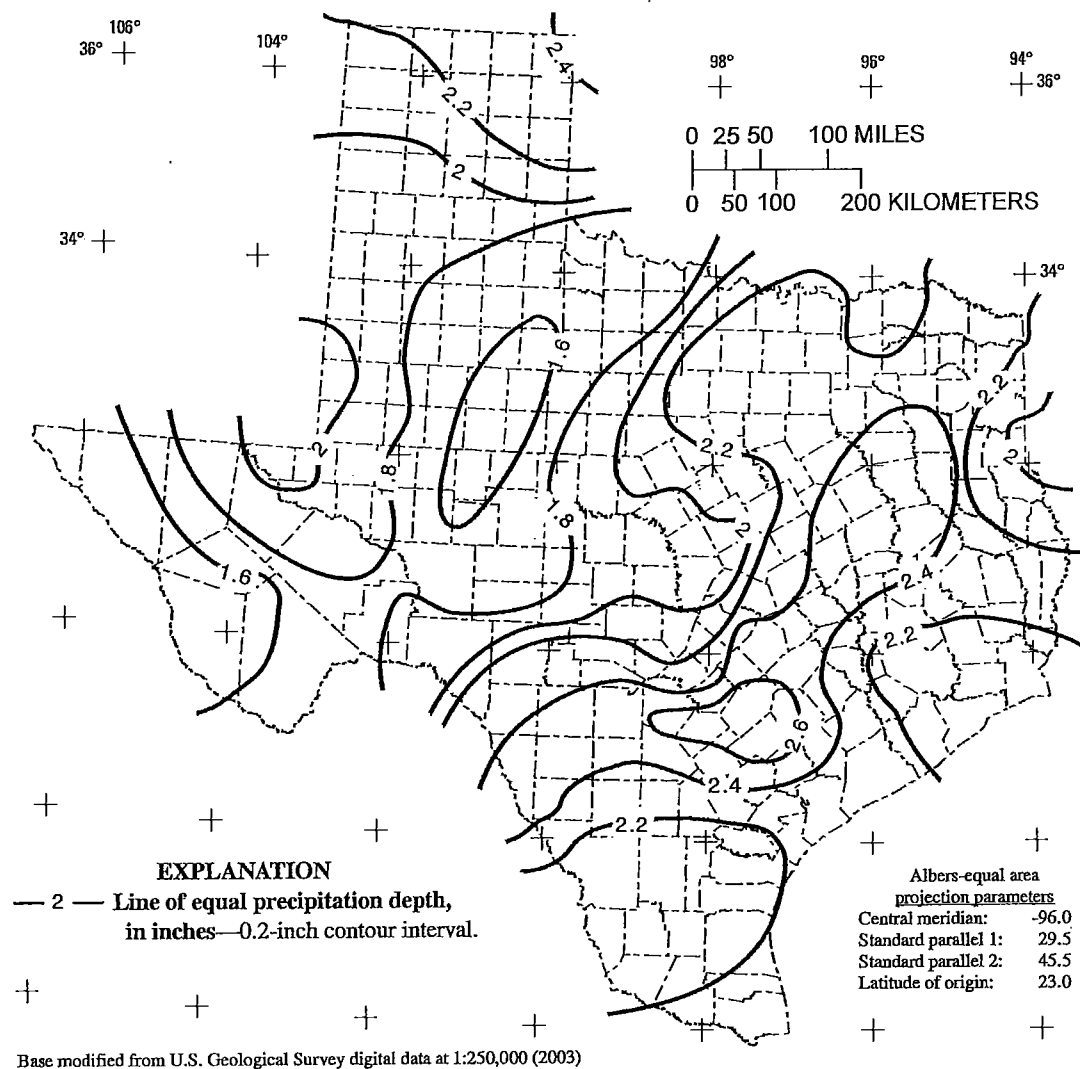 106°
36°
104°
98°
96°
94°
36°
2.4
2.2
0 25 50 100 MILES
0 50 100 200 KILOMETERS
2
34°
34°
1.6
2.2
2
.8
2.2
2
1.8
2
1.6
2.4
2.2
2.6
2.4
2.2
EXPLANATION
2 Line of equal precipitation depth,
in inches—0.2-inch contour interval.
Albers-equal area
projection parameters
Central meridian: -96.0
Standard parallel 1: 29.5
Standard parallel 2: 45.5
Latitude of origin: 23.0
Base modified from U.S. Geological Survey digital data at 1:250,000 (2003)